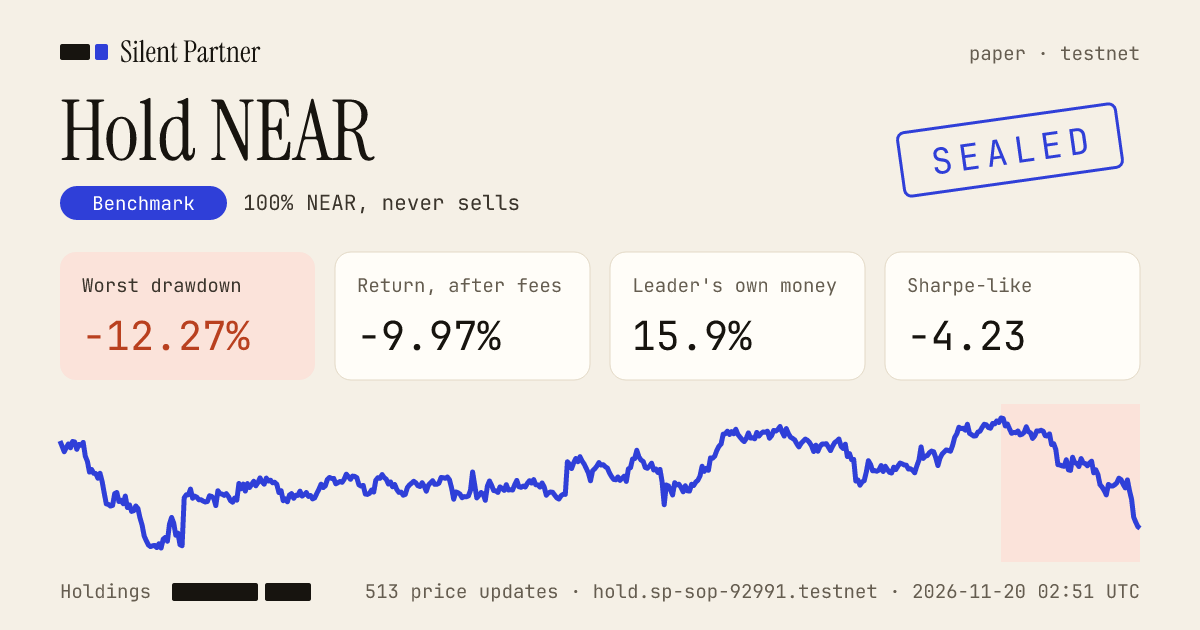 Silent Partner
paper · testnet
Hold NEAR
SEALED
Benchmark
100% NEAR, never sells
Worst drawdown
-12.27%
Return, after fees
-9.97%
Leader's own money
15.9%
Sharpe-like
-4.23
Holdings
513 price updates · hold.sp-sop-92991.testnet · 2026-11-20 02:51 UTC